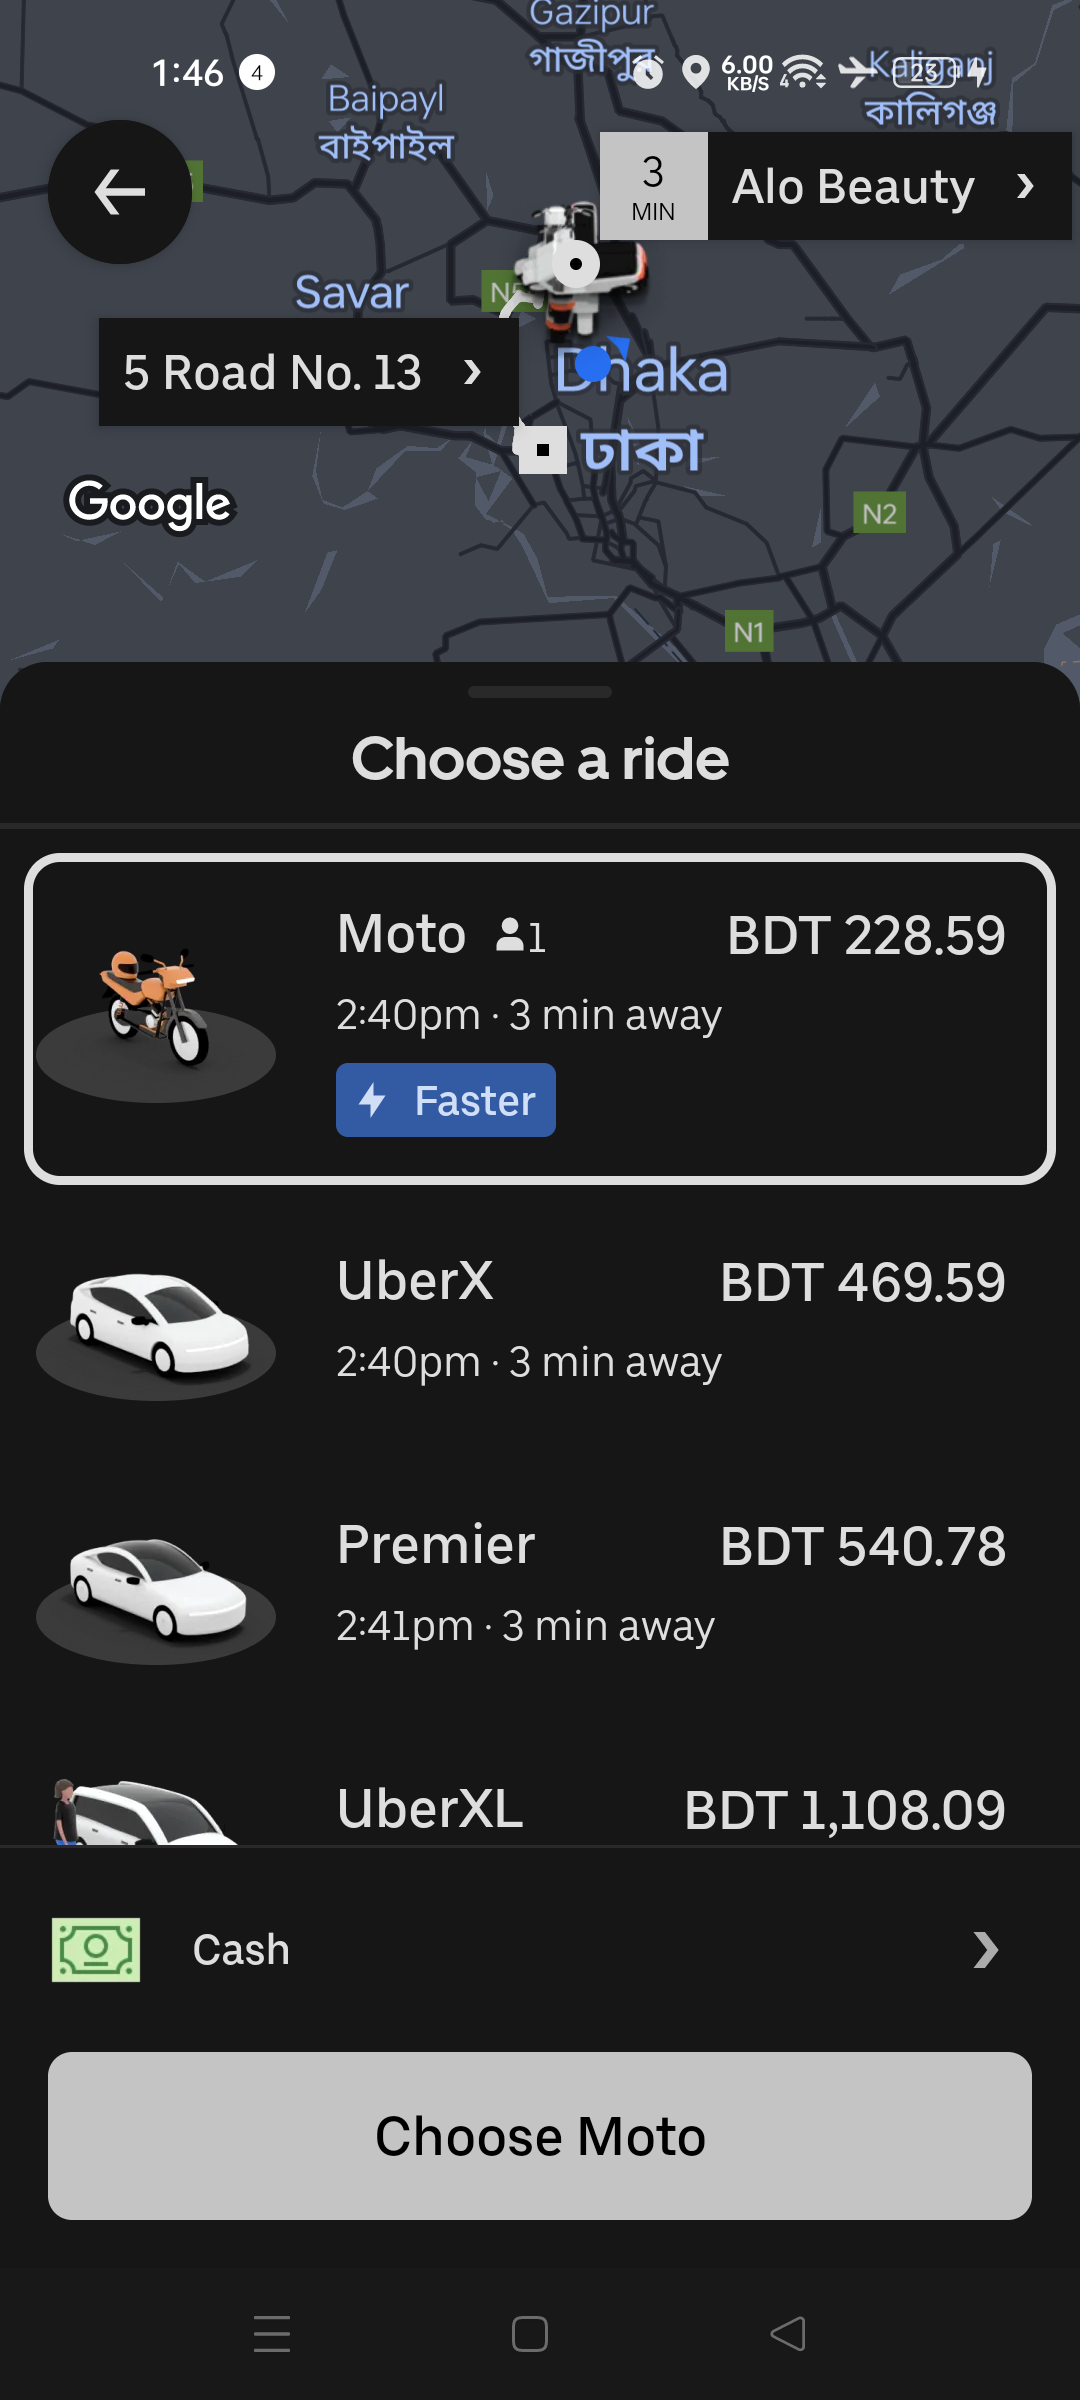 Gazipur
গাজীপুর
1:46 4
6.00
KB/S
4
23
Kaliganj
কালিগঞ্জ
Baipayl
বাইপাইল
3
MIN
Alo Beauty
Savar
N5
5 Road No. 13
Dhaka
ঢাকা
Google
N2
N1
Choose a ride
Moto 1 BDT 228.59
2:40pm · 3 min away
Faster
UberX BDT 469.59
2:40pm · 3 min away
Premier BDT 540.78
2:41pm · 3 min away
UberXL BDT 1,108.09
Cash
Choose Moto